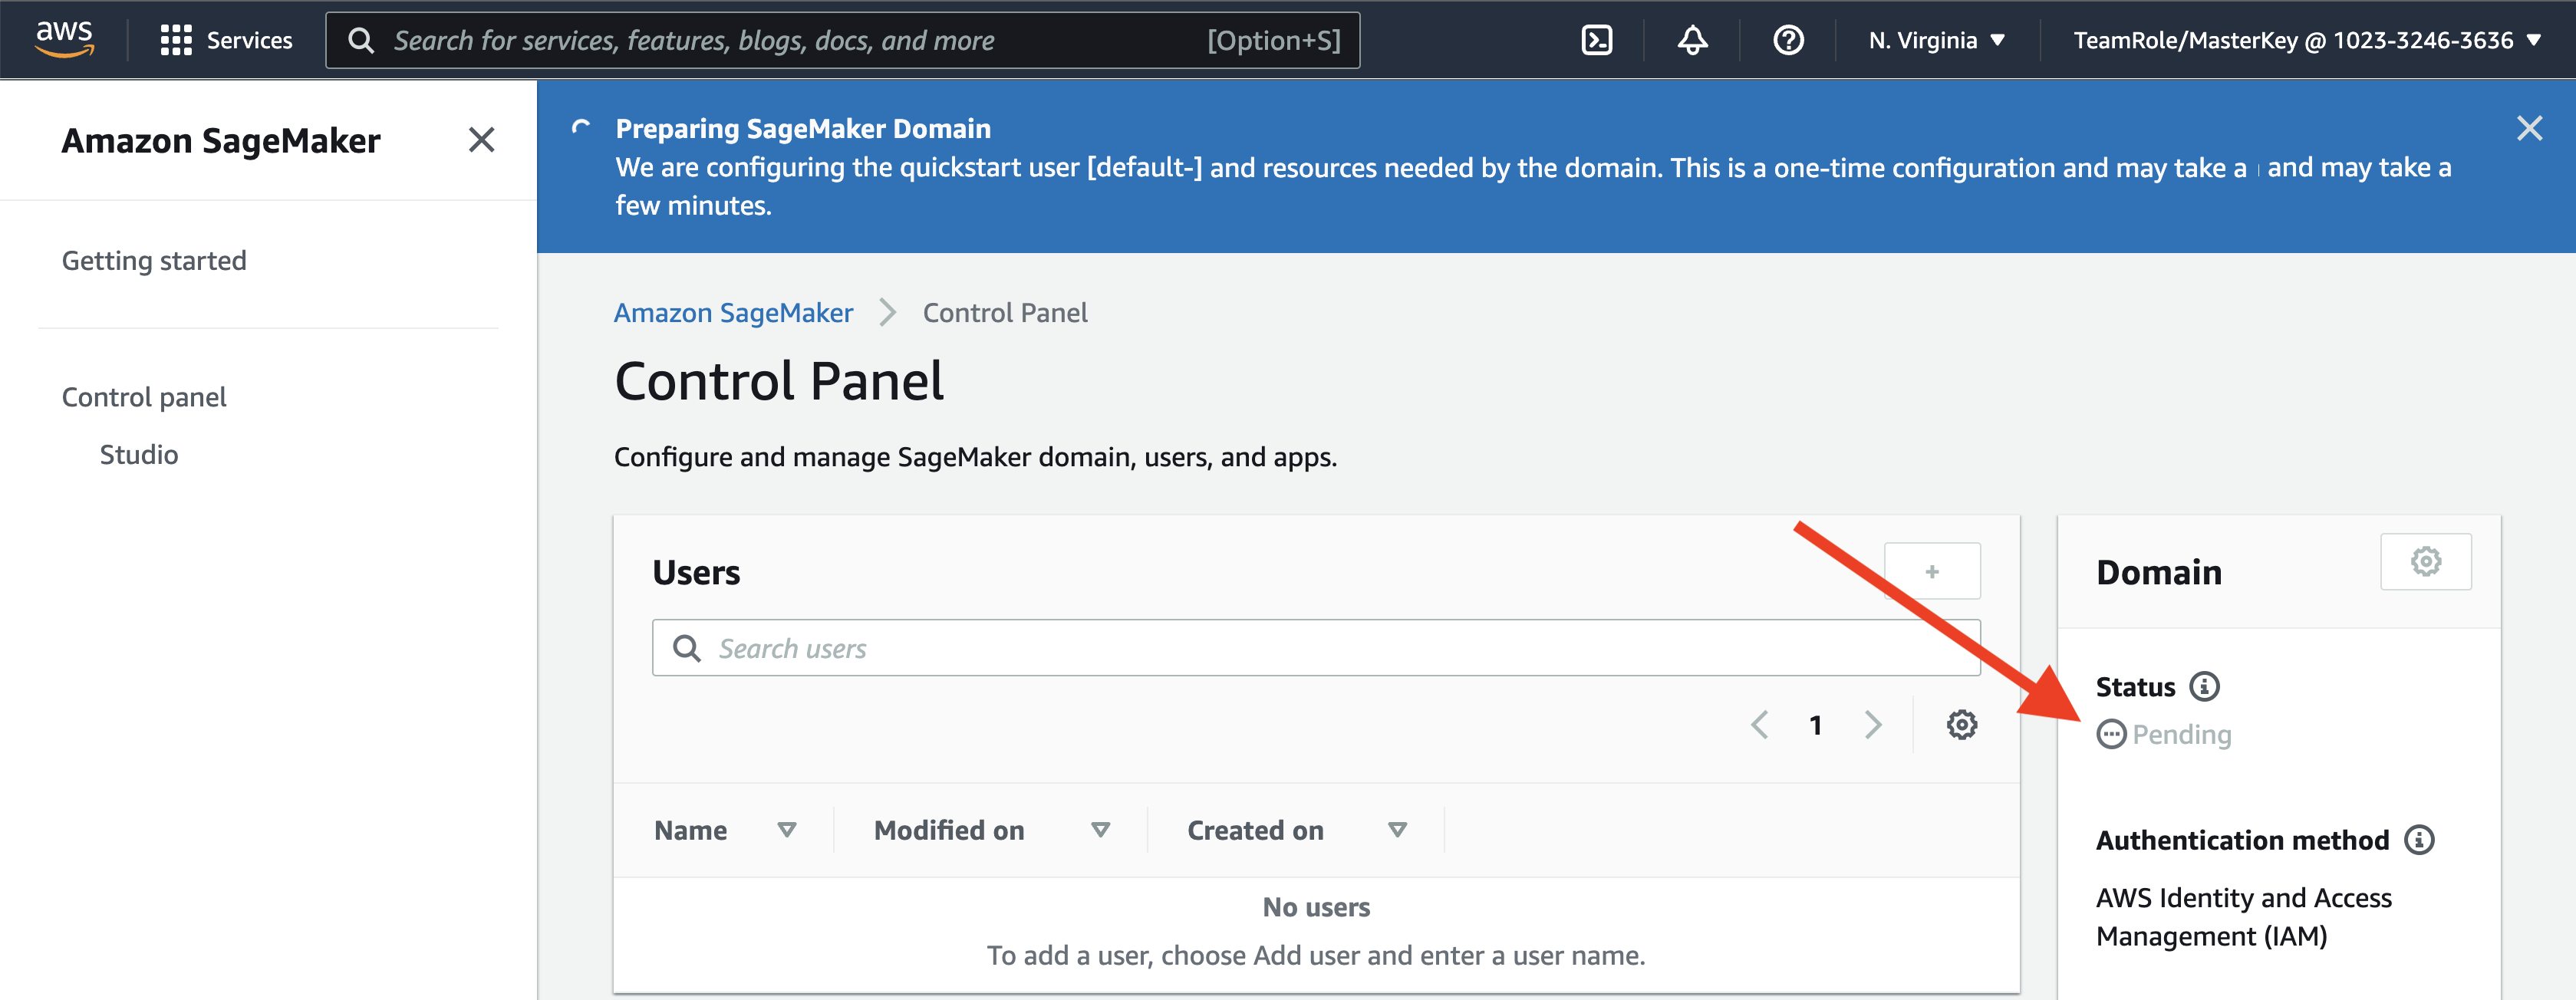 aws
Services
Search for services, features, blogs, docs, and more
[Option+S]
N. Virginia
TeamRole/MasterKey @ 1023-3246-3636
Amazon SageMaker
Getting started
Control panel
Studio
Preparing SageMaker Domain
We are configuring the quickstart user [default-] and resources needed by the domain. This is a one-time configuration and may take a and may take a
few minutes.
Amazon SageMaker
Control Panel
Control Panel
Configure and manage SageMaker domain, users, and apps.
Users
+
Search users
1
Name
Modified on
Created on
No users
To add a user, choose Add user and enter a user name.
Domain
Status
Pending
Authentication method
AWS Identity and Access
Management (IAM)